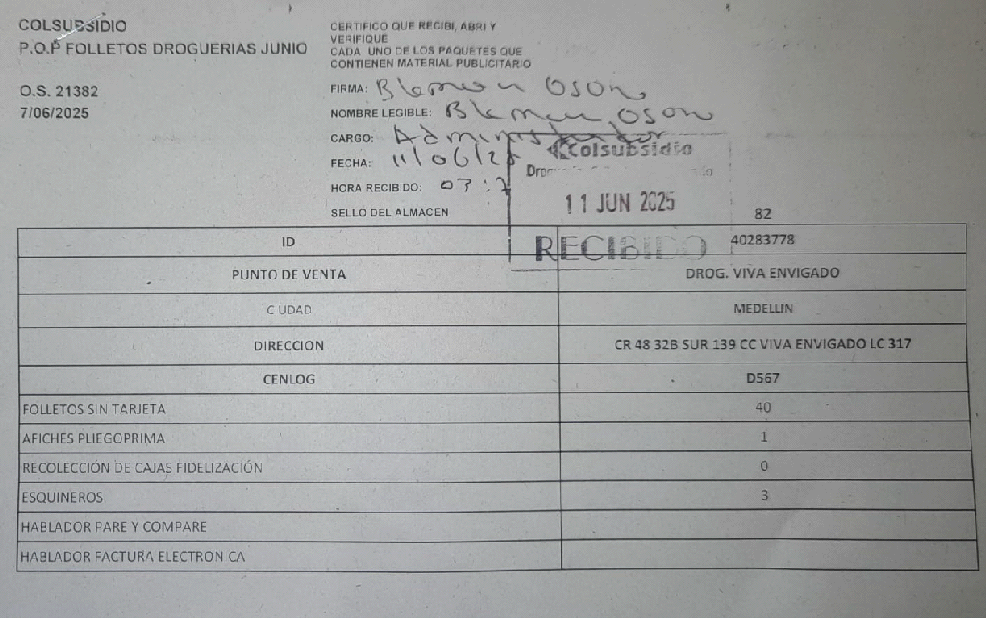 COLSUBSIDIO
P.O.P FOLLETOS DROGUERIAS JUNIO
O.S. 21382
7/06/2025
CERTIFICO QUE RECIBI, ABRI Y
VERIFIQUE
CADA UNO DE LOS PAQUETES QUE
CONTIENEN MATERIAL PUBLICITARIO
FIRMA:
NOMBRE LEGIBLE:
CARGO: Administrador
FECHA: 11/06/25
HORA RECIBIDO:
SELLO DEL ALMACEN
Colsubsidio
11 JUN 2025
RECIBIDO
82
ID 40283778
PUNTO DE VENTA DROG. VIVA ENVIGADO
CIUDAD MEDELLIN
DIRECCION CR 48 32B SUR 139 CC VIVA ENVIGADO LC 317
CENLOG D567
FOLLETOS SIN TARJETA 40
AFICHES PLIEGOPRIMA 1
RECOLECCIÓN DE CAJAS FIDELIZACIÓN 0
ESQUINEROS 3
HABLADOR PARE Y COMPARE
HABLADOR FACTURA ELECTRONICA